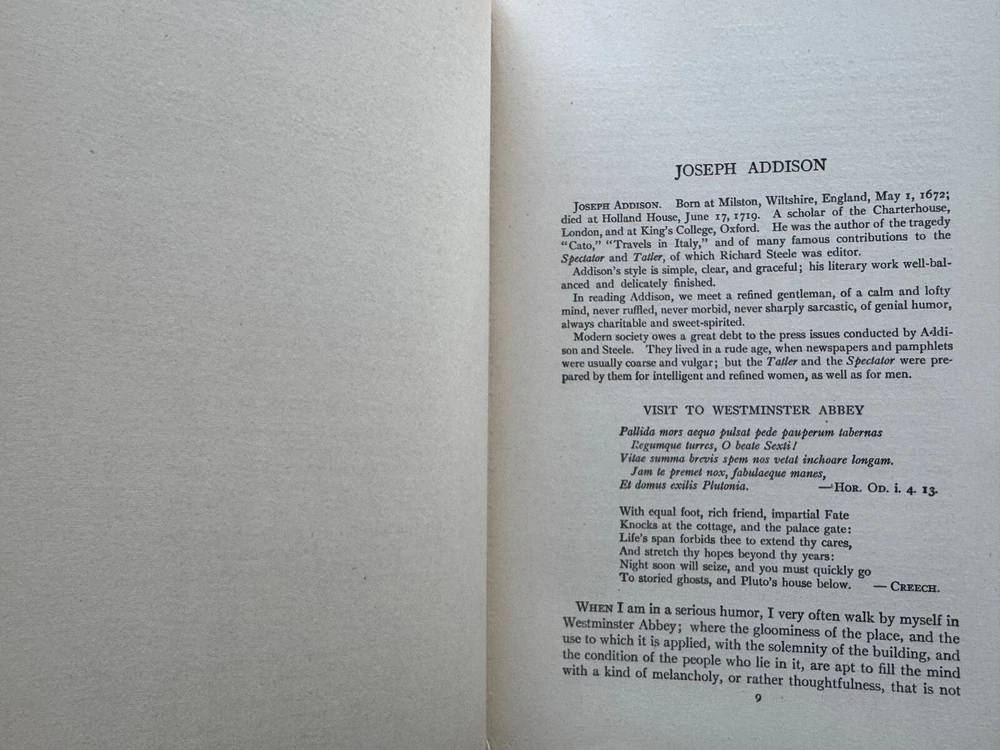 JOSEPH ADDISON
JOSEPH ADDISON. Born at Milston, Wiltshire, England, May 1, 1672;
died at Holland House, June 17, 1719. A scholar of the Charterhouse,
London, and at King's College, Oxford. He was the author of the tragedy
"Cato," "Travels in Italy," and of many famous contributions to the
Spectator and Tatler, of which Richard Steele was editor.
Addison's style is simple, clear, and graceful; his literary work well-bal-
anced and delicately finished.
In reading Addison, we meet a refined gentleman, of a calm and lofty
mind, never ruffled, never morbid, never sharply sarcastic, of genial humor,
always charitable and sweet-spirited.
Modern society owes a great debt to the press issues conducted by Addi-
son and Steele. They lived in a rude age, when newspapers and pamphlets
were usually coarse and vulgar; but the Tatler and the Spectator were pre-
pared by them for intelligent and refined women, as well as for men.
VISIT TO WESTMINSTER ABBEY
Pallida mors aequo pulsat pede pauperum tabernas
Regumque turres, O beate Sexti!
Vitae summa brevis spem nos vetat inchoare longam.
Jam te premet nox, fabulaeque manes,
Et domus exilis Plutonia. —HOR. OD. i. 4. 13.
With equal foot, rich friend, impartial Fate
Knocks at the cottage, and the palace gate:
Life's span forbids thee to extend thy cares,
And stretch thy hopes beyond thy years:
Night soon will seize, and you must quickly go
To storied ghosts, and Pluto's house below. — CREECH.
WHEN I am in a serious humor, I very often walk by myself in
Westminster Abbey; where the gloominess of the place, and the
use to which it is applied, with the solemnity of the building, and
the condition of the people who lie in it, are apt to fill the mind
with a kind of melancholy, or rather thoughtfulness, that is not
9